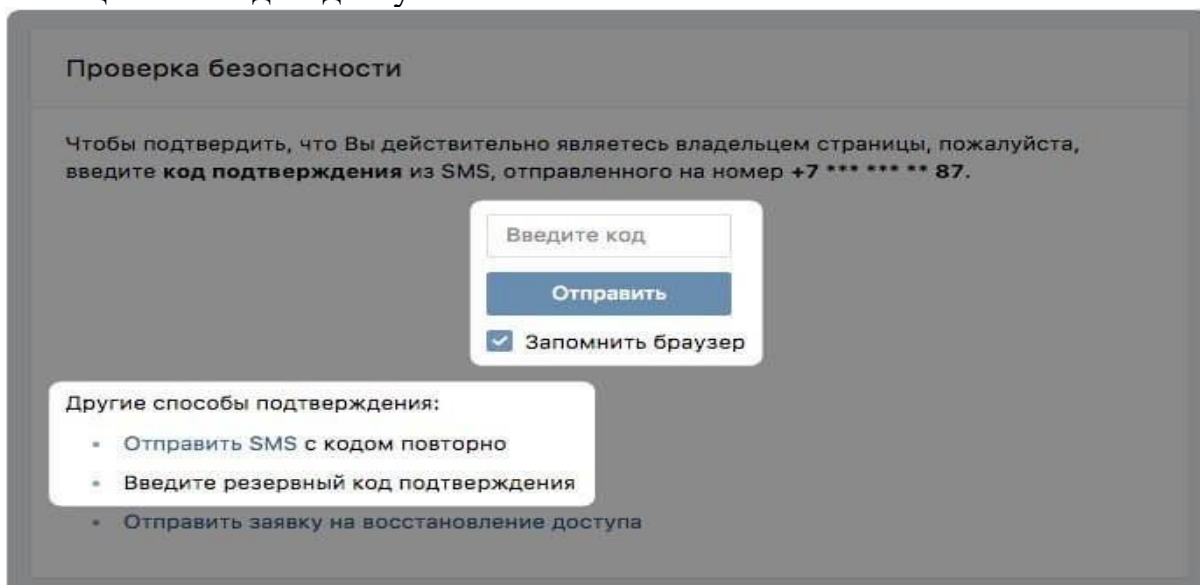 Проверка безопасности
Чтобы подтвердить, что Вы действительно являетесь владельцем страницы, пожалуйста,
введите код подтверждения из SMS, отправленного на номер +7 *** *** ** 87.
Введите код
Отправить
Запомнить браузер
Другие способы подтверждения:
• Отправить SMS с кодом повторно
• Введите резервный код подтверждения
• Отправить заявку на восстановление доступа